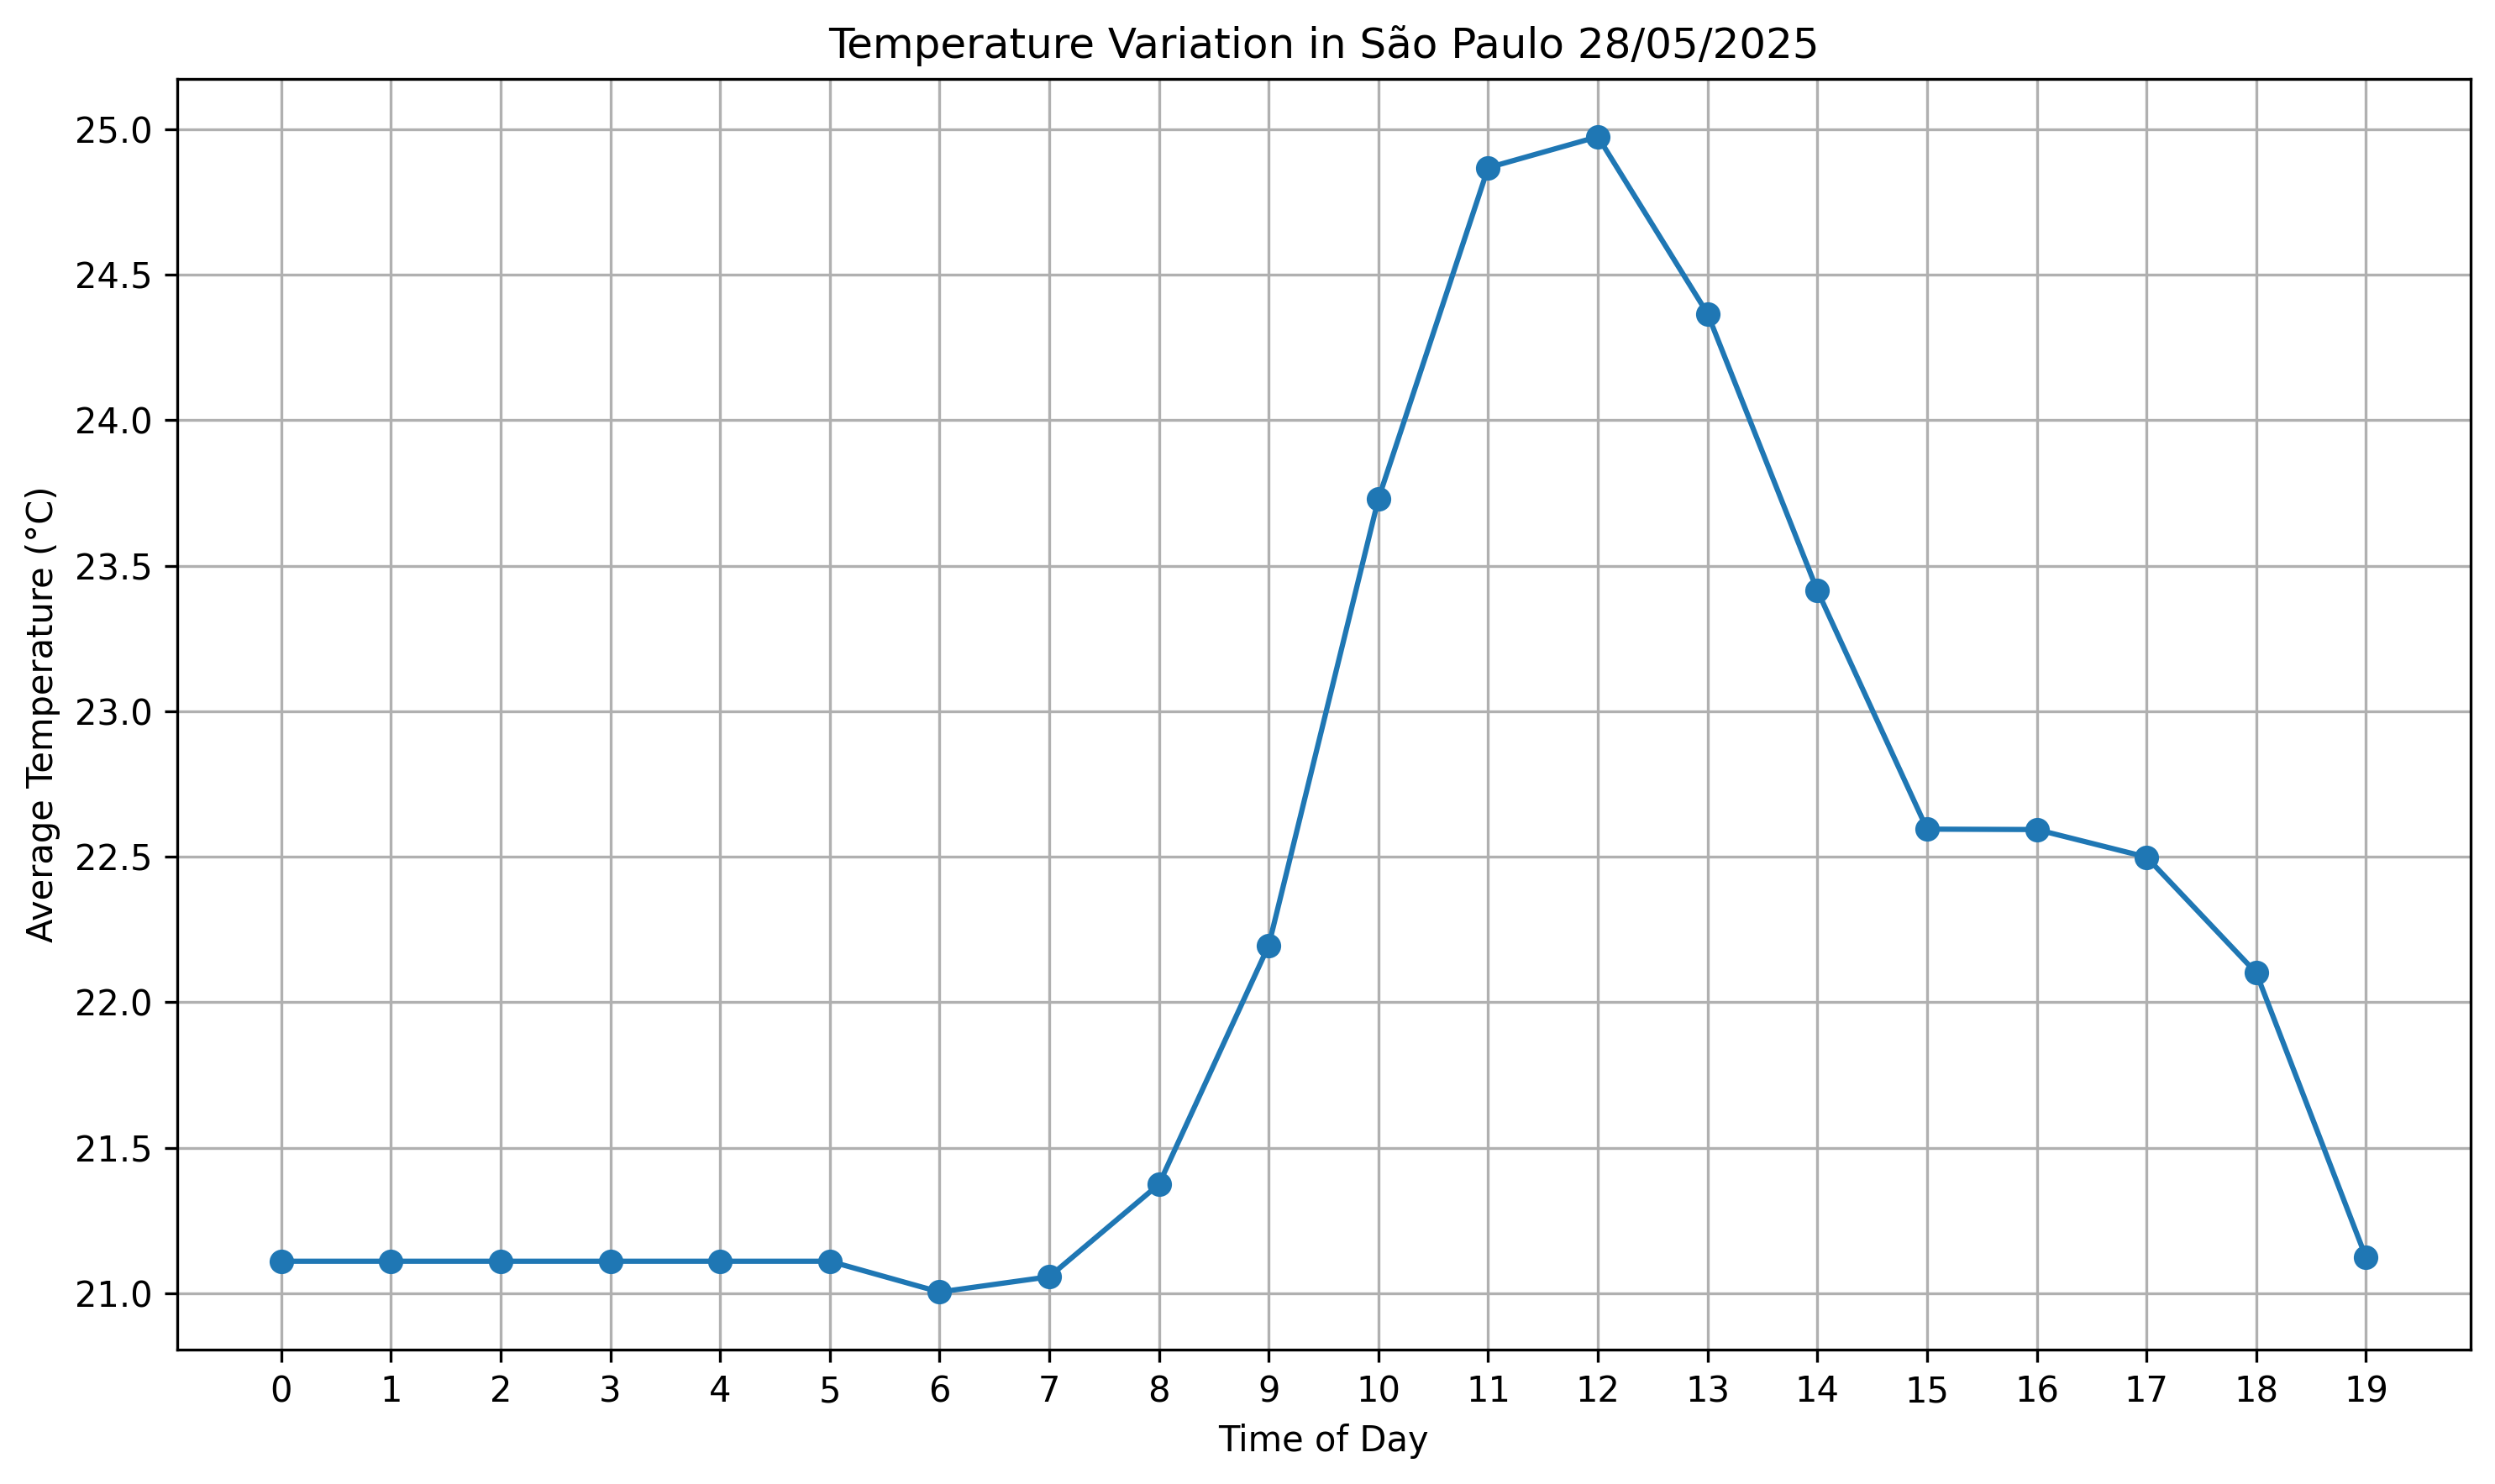 Temperature Variation in São Paulo 28/05/2025
25.0
24.5
24.0
23.5
23.0
22.5
22.0
21.5
21.0
Average Temperature (°C)
0 1 2 3 4 5 6 7 8 9 10 11 12 13 14 15 16 17 18 19
Time of Day